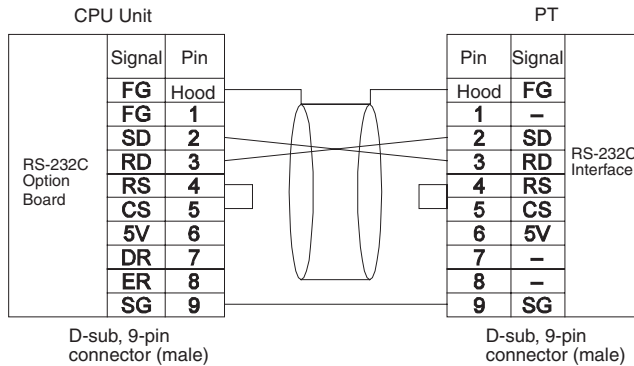 CPU Unit PT
Signal Pin Pin Signal
FG Hood Hood FG
FG 1 1 –
SD 2 2 SD
RD 3 3 RD
RS-232C
Option
Board
RS-232C
Interface
RS 4 4 RS
CS 5 5 CS
5V 6 6 5V
DR 7 7 –
ER 8 8 –
SG 9 9 SG
D-sub, 9-pin
connector (male)
D-sub, 9-pin
connector (male)